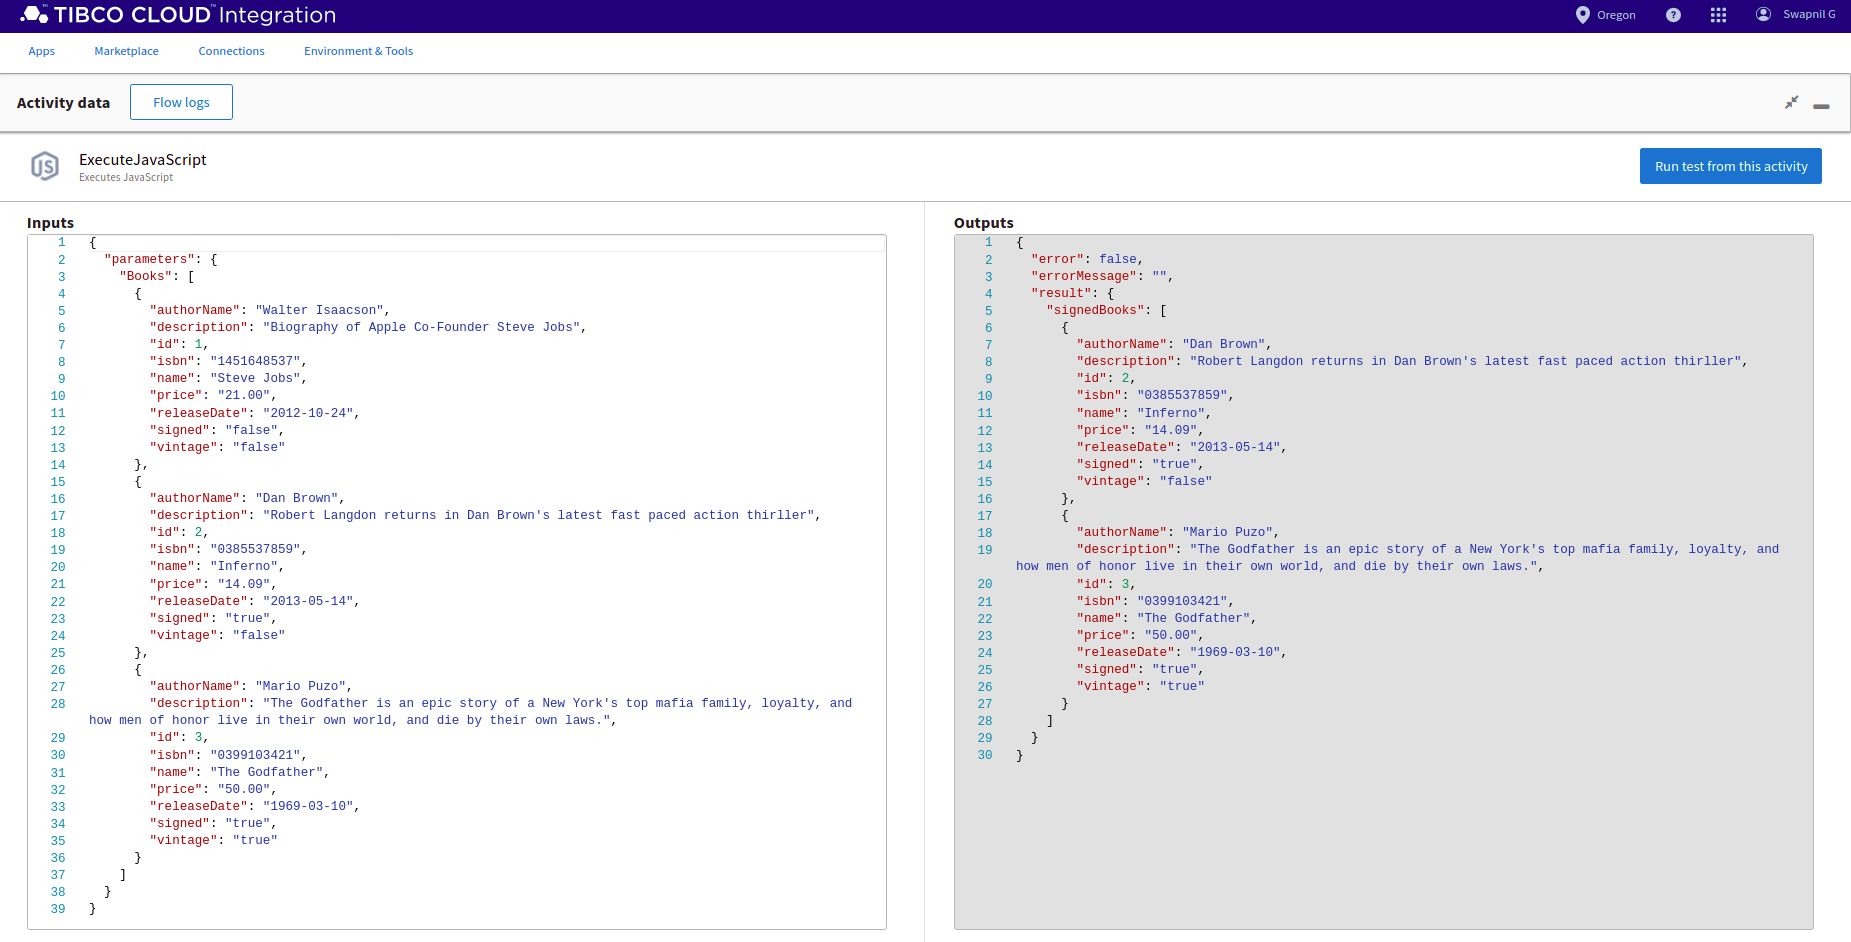 TIBCO CLOUD™ Integration
Oregon
?
Swapnil G
Apps
Marketplace
Connections
Environment & Tools
Activity data
Flow logs
JS
ExecuteJavaScript
Executes JavaScript
Run test from this activity
Inputs
1 {
2 "parameters": {
3 "Books": [
4 {
5 "authorName": "Walter Isaacson",
6 "description": "Biography of Apple Co-Founder Steve Jobs",
7 "id": 1,
8 "isbn": "1451648537",
9 "name": "Steve Jobs",
10 "price": "21.00",
11 "releaseDate": "2012-10-24",
12 "signed": "false",
13 "vintage": "false"
14 },
15 {
16 "authorName": "Dan Brown",
17 "description": "Robert Langdon returns in Dan Brown's latest fast paced action thirller",
18 "id": 2,
19 "isbn": "0385537859",
20 "name": "Inferno",
21 "price": "14.09",
22 "releaseDate": "2013-05-14",
23 "signed": "true",
24 "vintage": "false"
25 },
26 {
27 "authorName": "Mario Puzo",
28 "description": "The Godfather is an epic story of a New York's top mafia family, loyalty, and
how men of honor live in their own world, and die by their own laws.",
29 "id": 3,
30 "isbn": "0399103421",
31 "name": "The Godfather",
32 "price": "50.00",
33 "releaseDate": "1969-03-10",
34 "signed": "true",
35 "vintage": "true"
36 }
37 ]
38 }
39 }
Outputs
1 {
2 "error": false,
3 "errorMessage": "",
4 "result": {
5 "signedBooks": [
6 {
7 "authorName": "Dan Brown",
8 "description": "Robert Langdon returns in Dan Brown's latest fast paced action thirller",
9 "id": 2,
10 "isbn": "0385537859",
11 "name": "Inferno",
12 "price": "14.09",
13 "releaseDate": "2013-05-14",
14 "signed": "true",
15 "vintage": "false"
16 },
17 {
18 "authorName": "Mario Puzo",
19 "description": "The Godfather is an epic story of a New York's top mafia family, loyalty, and
how men of honor live in their own world, and die by their own laws.",
20 "id": 3,
21 "isbn": "0399103421",
22 "name": "The Godfather",
23 "price": "50.00",
24 "releaseDate": "1969-03-10",
25 "signed": "true",
26 "vintage": "true"
27 }
28 ]
29 }
30 }